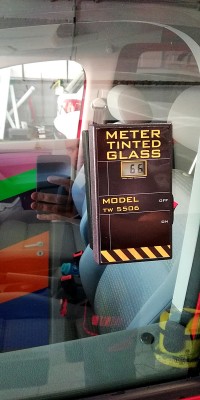 METER
TINTED
GLASS
66
MODEL
TW 5506
OFF
ON